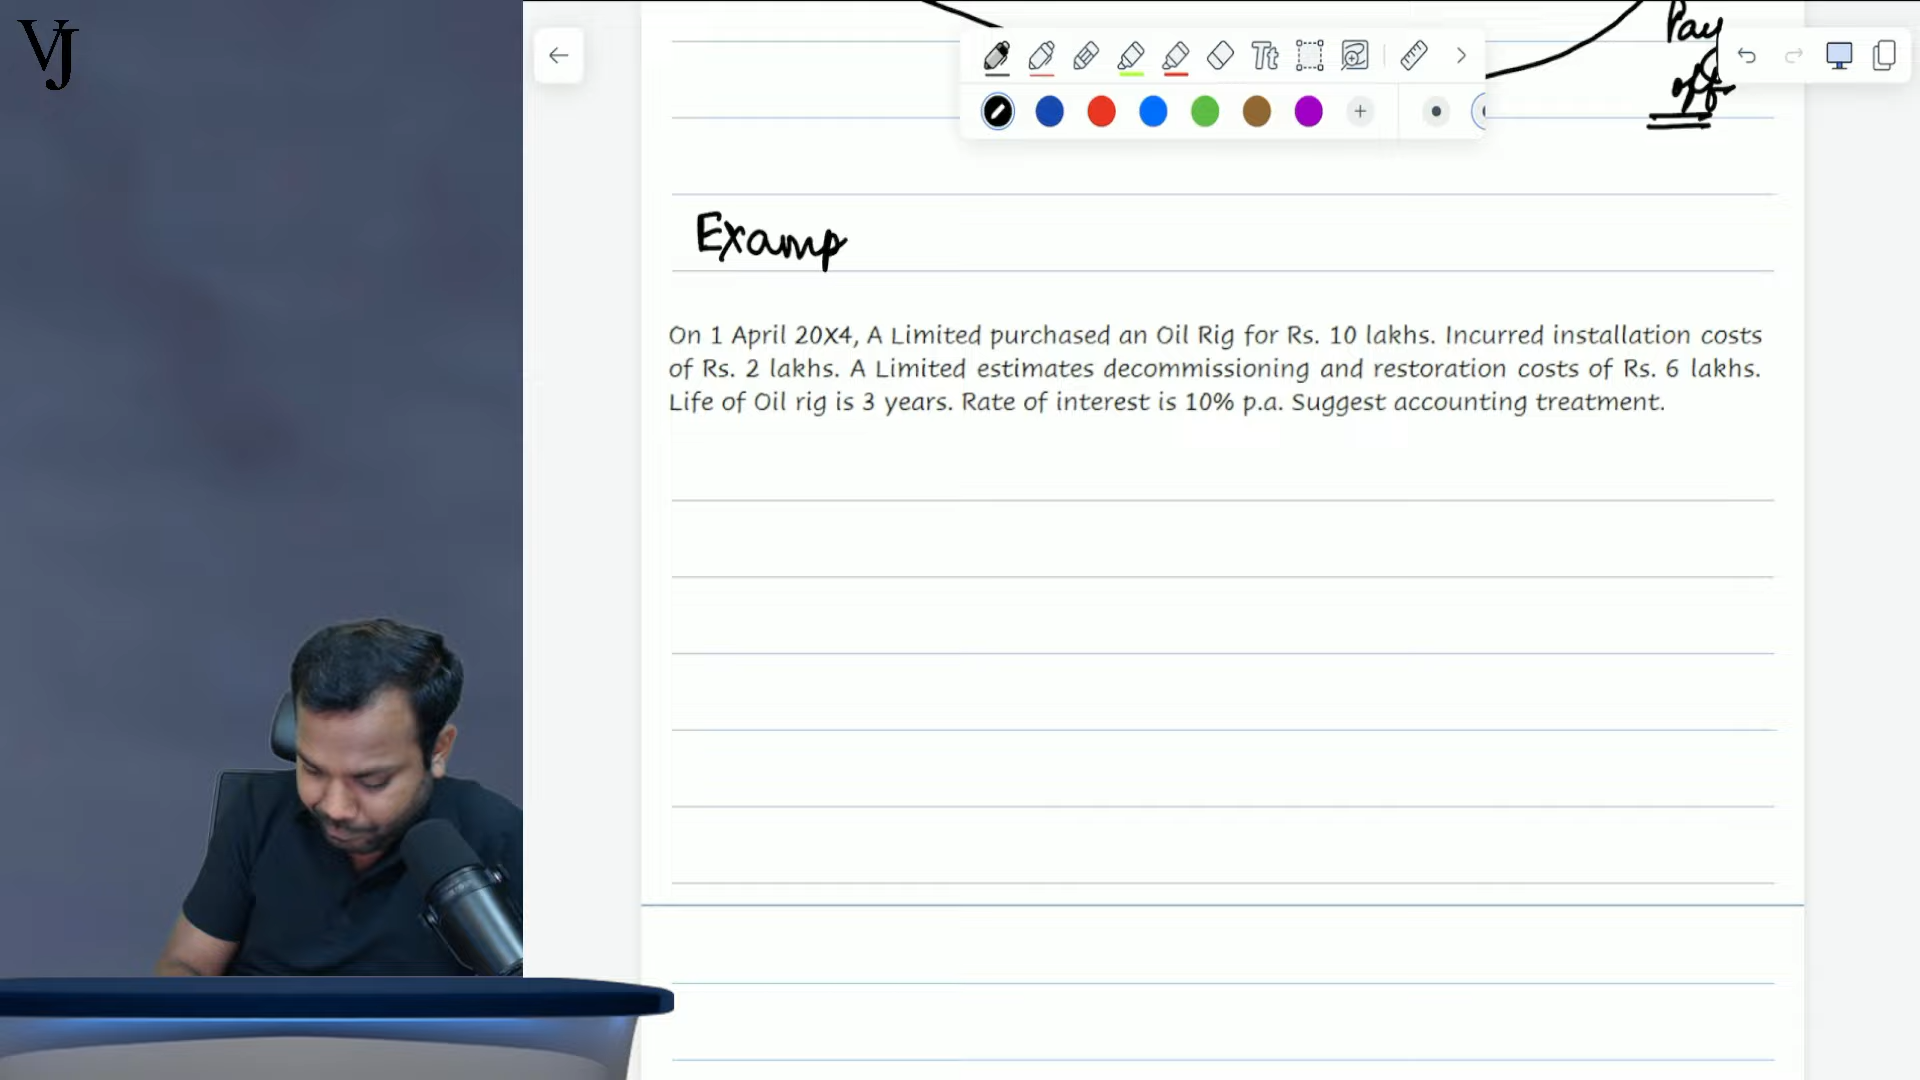 VJ
Pay
off
Tt
Examp
On 1 April 20X4, A Limited purchased an Oil Rig for Rs. 10 lakhs. Incurred installation costs
of Rs. 2 lakhs. A Limited estimates decommissioning and restoration costs of Rs. 6 lakhs.
Life of Oil rig is 3 years. Rate of interest is 10% p.a. Suggest accounting treatment.